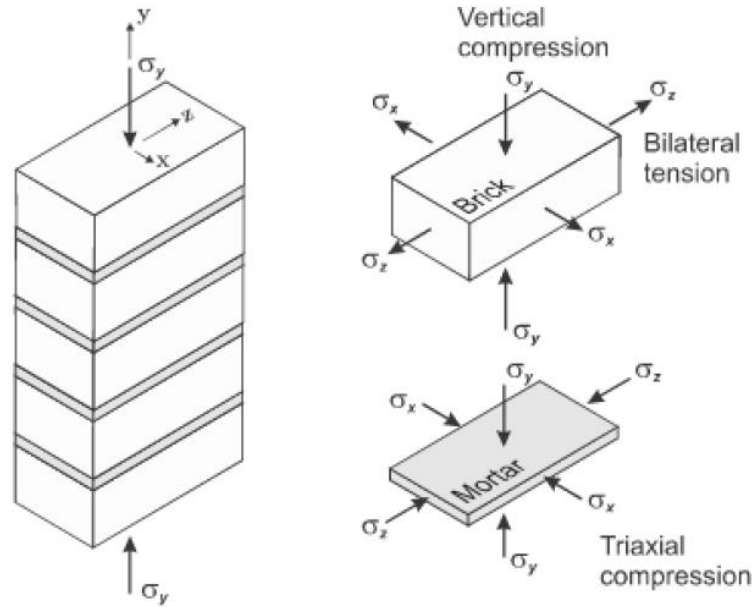 y
σy
z
x
σy
Vertical
compression
σy
σx
σz
Bilateral
tension
Brick
σx
σz
σy
σy
σz
σx
Mortar
σx
σz
σy
Triaxial
compression